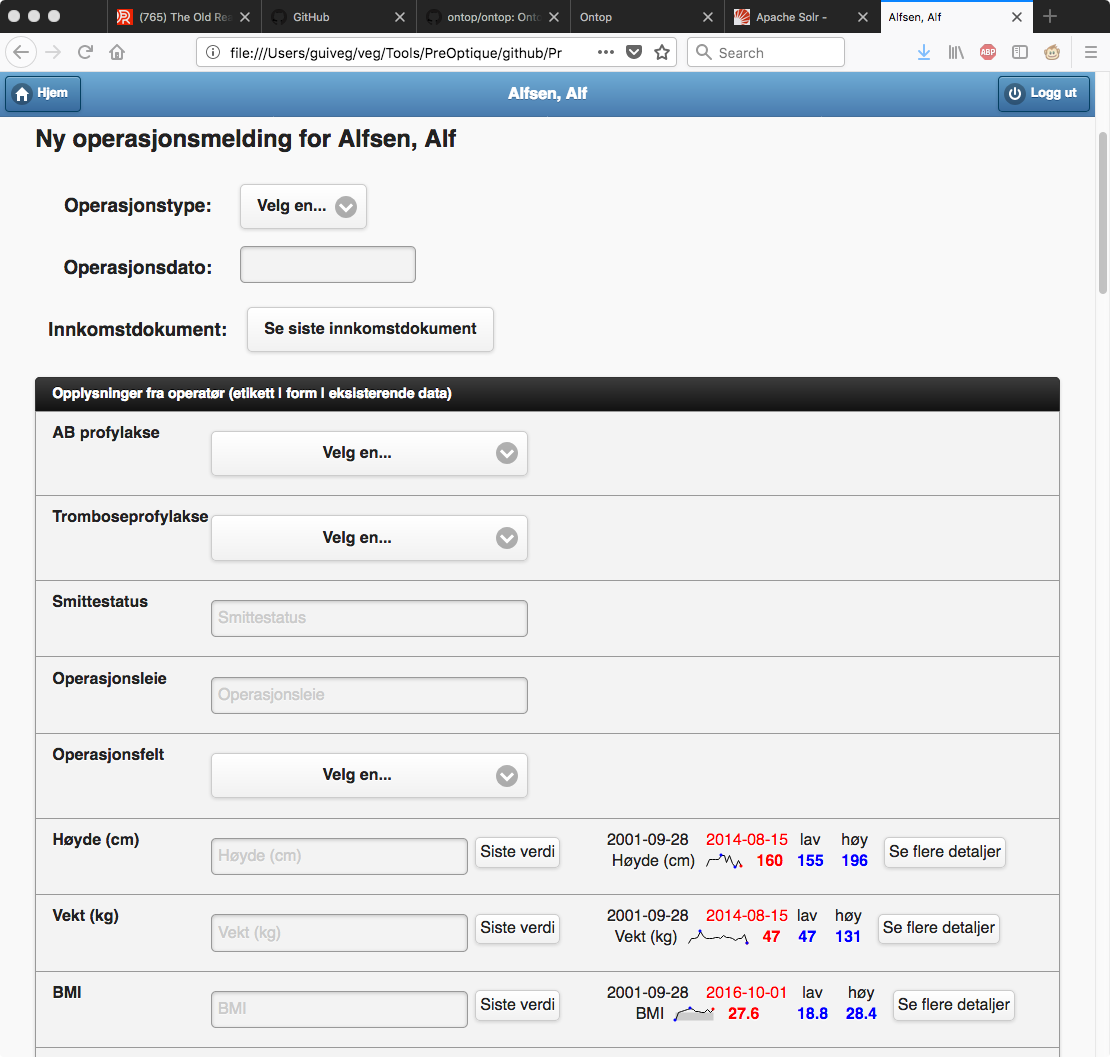 (765) The Old Rea
GitHub
ontop/ontop: Onto
Ontop
Apache Solr -
Alfsen, Alf
file:///Users/guiveg/veg/Tools/PreOptique/github/Pr
Search
ABP
Hjem
Alfsen, Alf
Logg ut
Ny operasjonsmelding for Alfsen, Alf
Operasjonstype:
Velg en...
Operasjonsdato:
Innkomstdokument:
Se siste innkomstdokument
Opplysninger fra operatør (etikett | form | eksisterende data)
AB profylakse
Velg en...
Tromboseprofylakse
Velg en...
Smittestatus
Smittestatus
Operasjonsleie
Operasjonsleie
Operasjonsfelt
Velg en...
Høyde (cm)
Høyde (cm)
Siste verdi
2001-09-28 2014-08-15 lav høy
Høyde (cm) 160 155 196
Se flere detaljer
Vekt (kg)
Vekt (kg)
Siste verdi
2001-09-28 2014-08-15 lav høy
Vekt (kg) 47 47 131
Se flere detaljer
BMI
BMI
Siste verdi
2001-09-28 2016-10-01 lav høy
BMI 27.6 18.8 28.4
Se flere detaljer